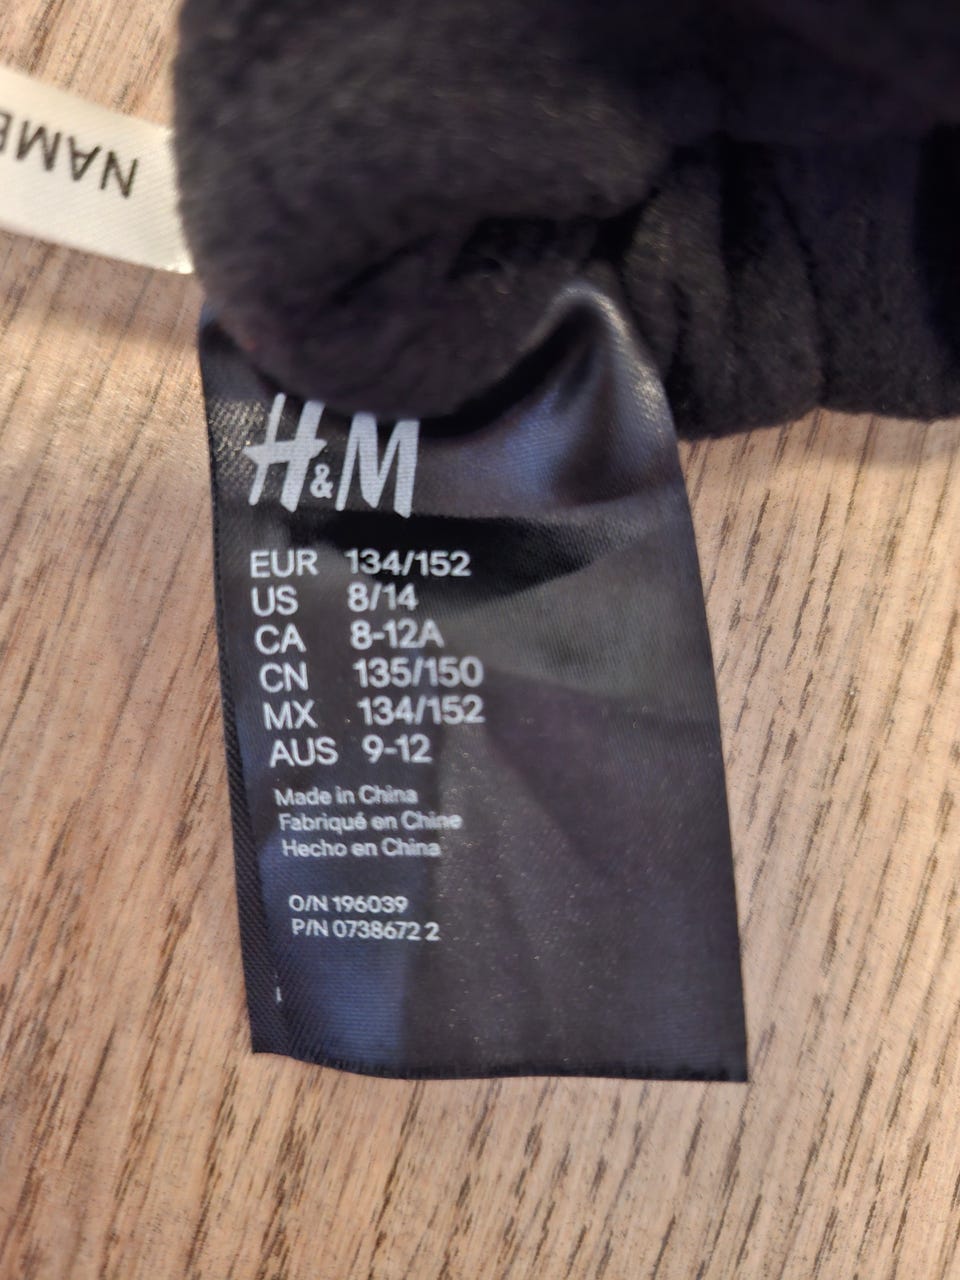 NAME
H&M
EUR 134/152
US 8/14
CA 8-12A
CN 135/150
MX 134/152
AUS 9-12
Made in China
Fabriqué en Chine
Hecho en China
O/N 196039
P/N 0738672 2